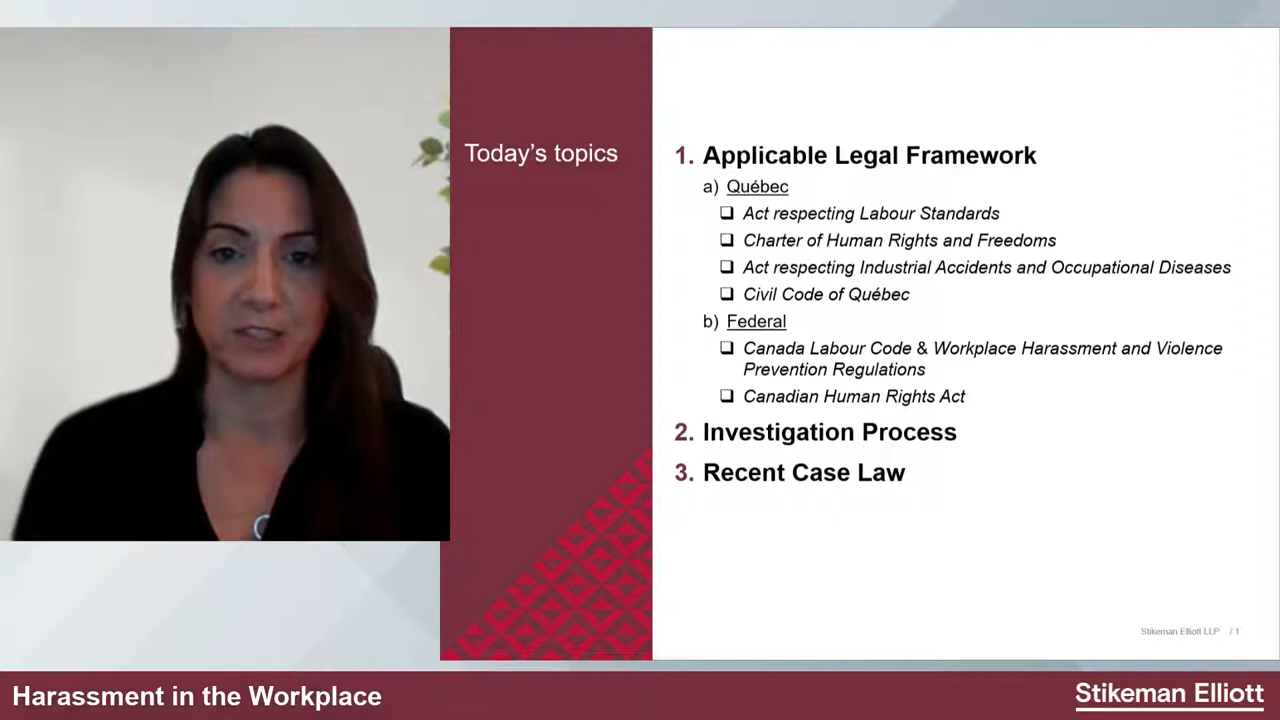 Today's topics
1. Applicable Legal Framework
a) Québec
❑ Act respecting Labour Standards
❑ Charter of Human Rights and Freedoms
❑ Act respecting Industrial Accidents and Occupational Diseases
❑ Civil Code of Québec
b) Federal
❑ Canada Labour Code & Workplace Harassment and Violence
Prevention Regulations
❑ Canadian Human Rights Act
2. Investigation Process
3. Recent Case Law
Stikeman Elliott LLP / 1
Harassment in the Workplace
Stikeman Elliott